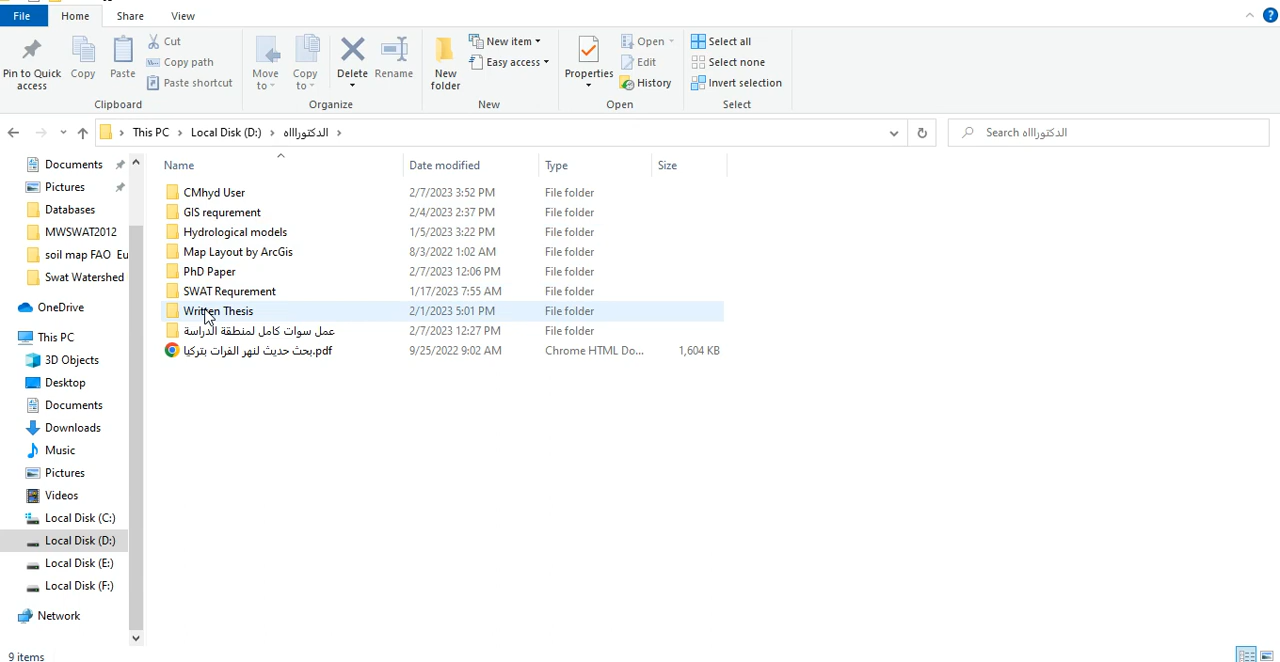 File Home Share View
Pin to Quick access
Copy
Paste
Cut
Copy path
Paste shortcut
Clipboard
Move to
Copy to
Delete
Rename
Organize
New folder
New item
Easy access
New
Properties
Open
Edit
History
Open
Select all
Select none
Invert selection
Select
This PC > Local Disk (D:) > الدكتورااااه >
Search الدكتورااااه
Documents
Pictures
Databases
MWSWAT2012
soil map FAO Eu
Swat Watershed
OneDrive
This PC
3D Objects
Desktop
Documents
Downloads
Music
Pictures
Videos
Local Disk (C:)
Local Disk (D:)
Local Disk (E:)
Local Disk (F:)
Network
Name Date modified Type Size
CMhyd User 2/7/2023 3:52 PM File folder
GIS requrement 2/4/2023 2:37 PM File folder
Hydrological models 1/5/2023 3:22 PM File folder
Map Layout by ArcGis 8/3/2022 1:02 AM File folder
PhD Paper 2/7/2023 12:06 PM File folder
SWAT Requrement 1/17/2023 7:55 AM File folder
Written Thesis 2/1/2023 5:01 PM File folder
عمل سوات كامل لمنطقة الدراسة 2/7/2023 12:27 PM File folder
بحث حديث لنهر الفرات بتركيا.pdf 9/25/2022 9:02 AM Chrome HTML Do... 1,604 KB
9 items